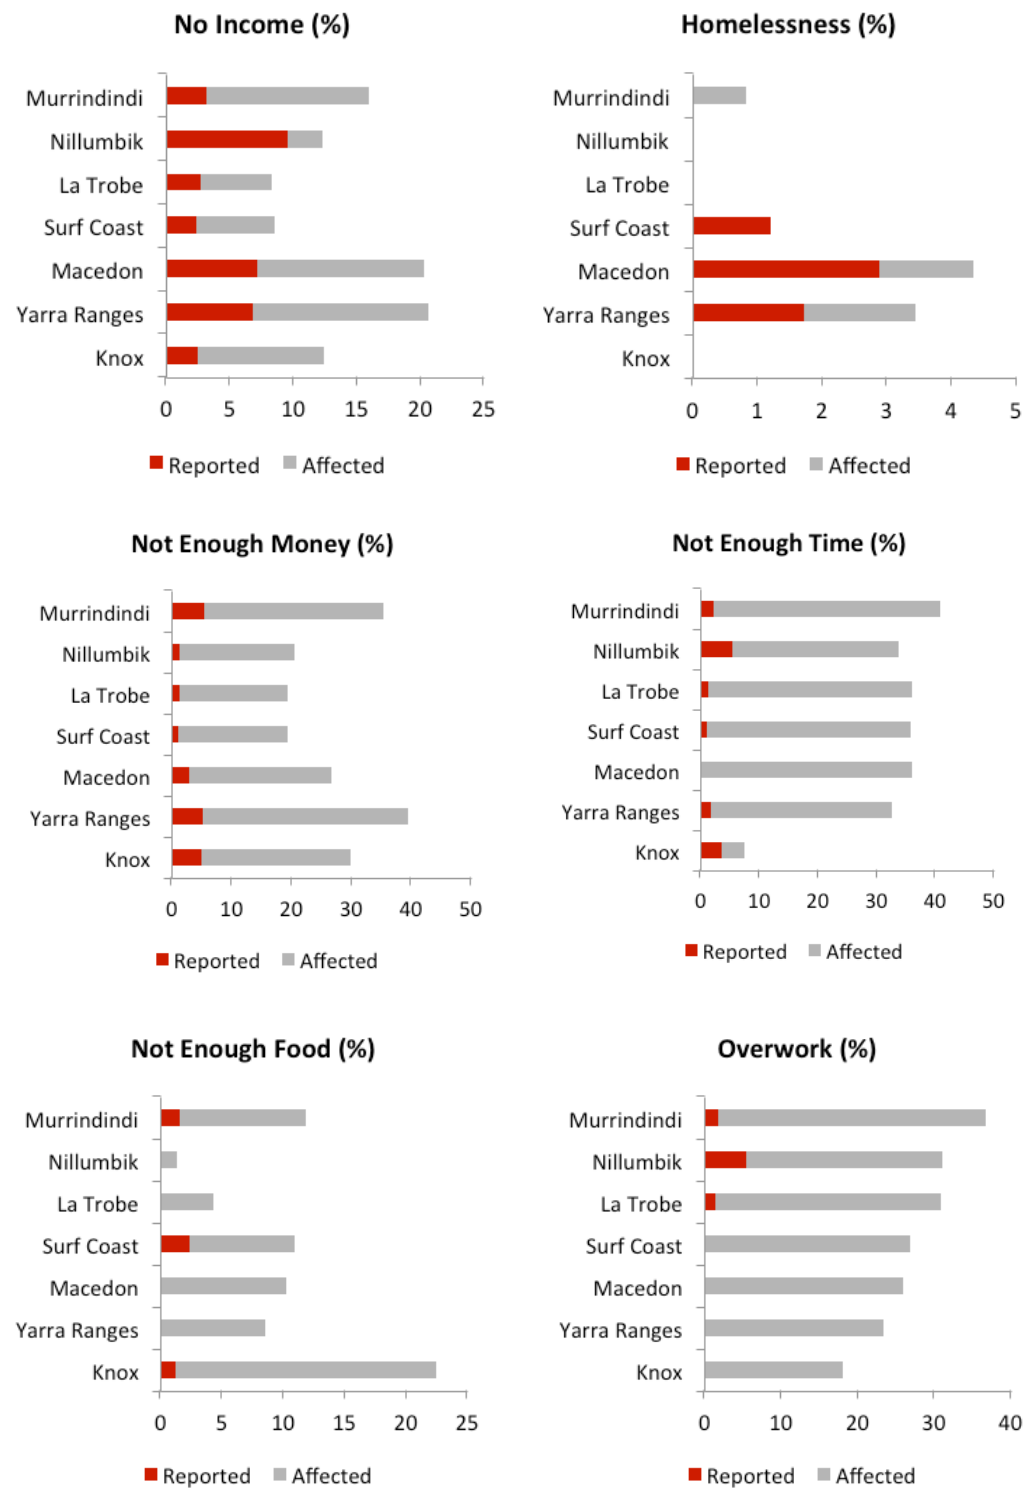 No Income (%)
Murrindindi
Nillumbik
La Trobe
Surf Coast
Macedon
Yarra Ranges
Knox
0 5 10 15 20 25
Reported Affected
Homelessness (%)
Murrindindi
Nillumbik
La Trobe
Surf Coast
Macedon
Yarra Ranges
Knox
0 1 2 3 4 5
Reported Affected
Not Enough Money (%)
Murrindindi
Nillumbik
La Trobe
Surf Coast
Macedon
Yarra Ranges
Knox
0 10 20 30 40 50
Reported Affected
Not Enough Time (%)
Murrindindi
Nillumbik
La Trobe
Surf Coast
Macedon
Yarra Ranges
Knox
0 10 20 30 40 50
Reported Affected
Not Enough Food (%)
Murrindindi
Nillumbik
La Trobe
Surf Coast
Macedon
Yarra Ranges
Knox
0 5 10 15 20 25
Reported Affected
Overwork (%)
Murrindindi
Nillumbik
La Trobe
Surf Coast
Macedon
Yarra Ranges
Knox
0 10 20 30 40
Reported Affected